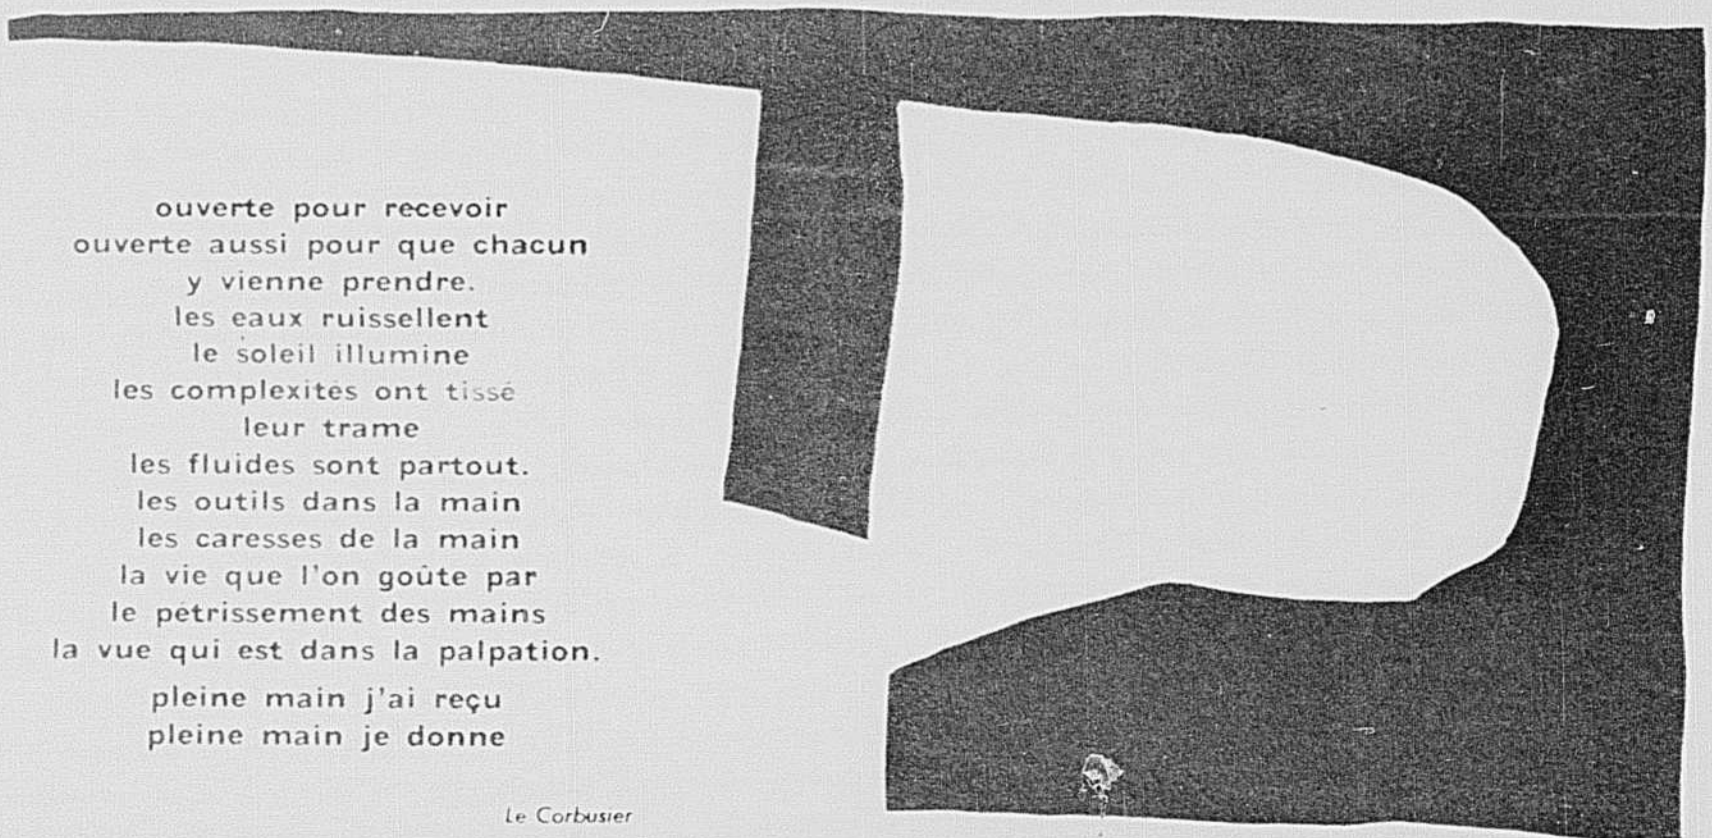 ouverte pour recevoir
ouverte aussi pour que chacun
y vienne prendre.
les eaux ruissellent
le soleil illumine
les complexités ont tissé
leur trame
les fluides sont partout.
les outils dans la main
les caresses de la main
la vie que l'on goûte par
le pétrissement des mains
la vue qui est dans la palpation.
pleine main j'ai reçu
pleine main je donne
Le Corbusier